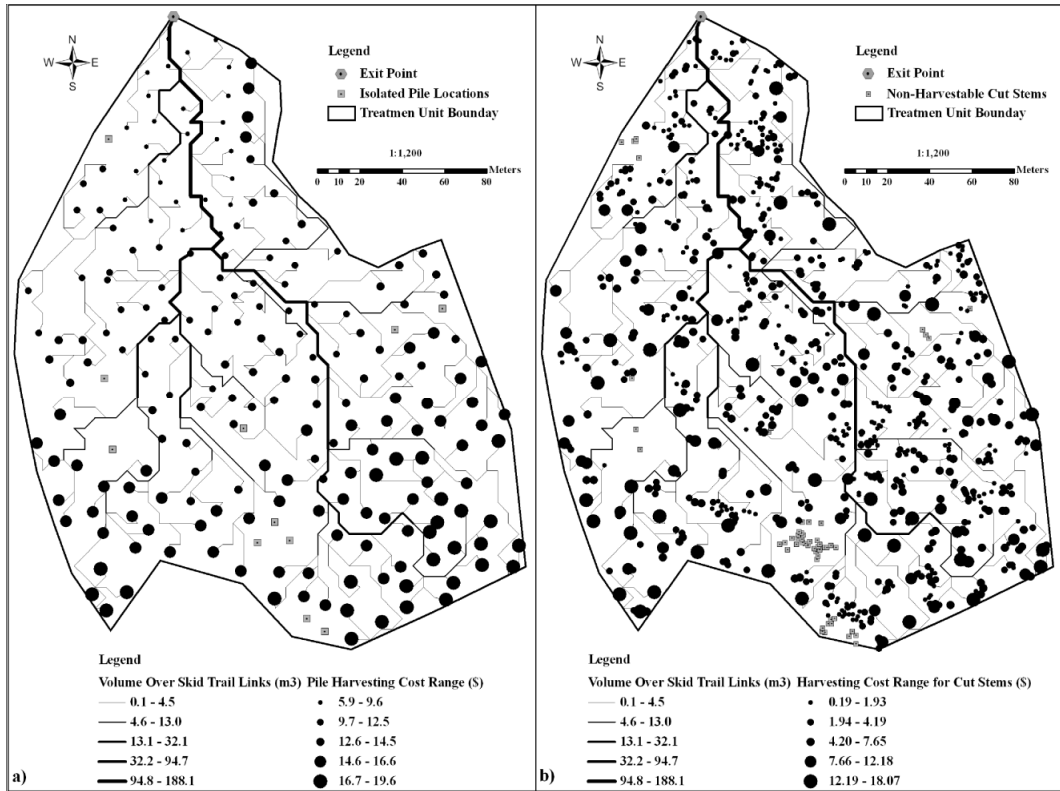 N
W E
S
Legend
Exit Point
Isolated Pile Locations
Treatmen Unit Boundary
1:1,200
Meters
0 10 20 40 60 80
Legend
Volume Over Skid Trail Links (m3) Pile Harvesting Cost Range ($)
0.1 - 4.5 5.9 - 9.6
4.6 - 13.0 9.7 - 12.5
13.1 - 32.1 12.6 - 14.5
32.2 - 94.7 14.6 - 16.6
94.8 - 188.1 16.7 - 19.6
a)
N
W E
S
Legend
Exit Point
Non-Harvestable Cut Stems
Treatmen Unit Boundary
1:1,200
Meters
0 10 20 40 60 80
Legend
Volume Over Skid Trail Links (m3) Harvesting Cost Range for Cut Stems ($)
0.1 - 4.5 0.19 - 1.93
4.6 - 13.0 1.94 - 4.19
13.1 - 32.1 4.20 - 7.65
32.2 - 94.7 7.66 - 12.18
94.8 - 188.1 12.19 - 18.07
b)